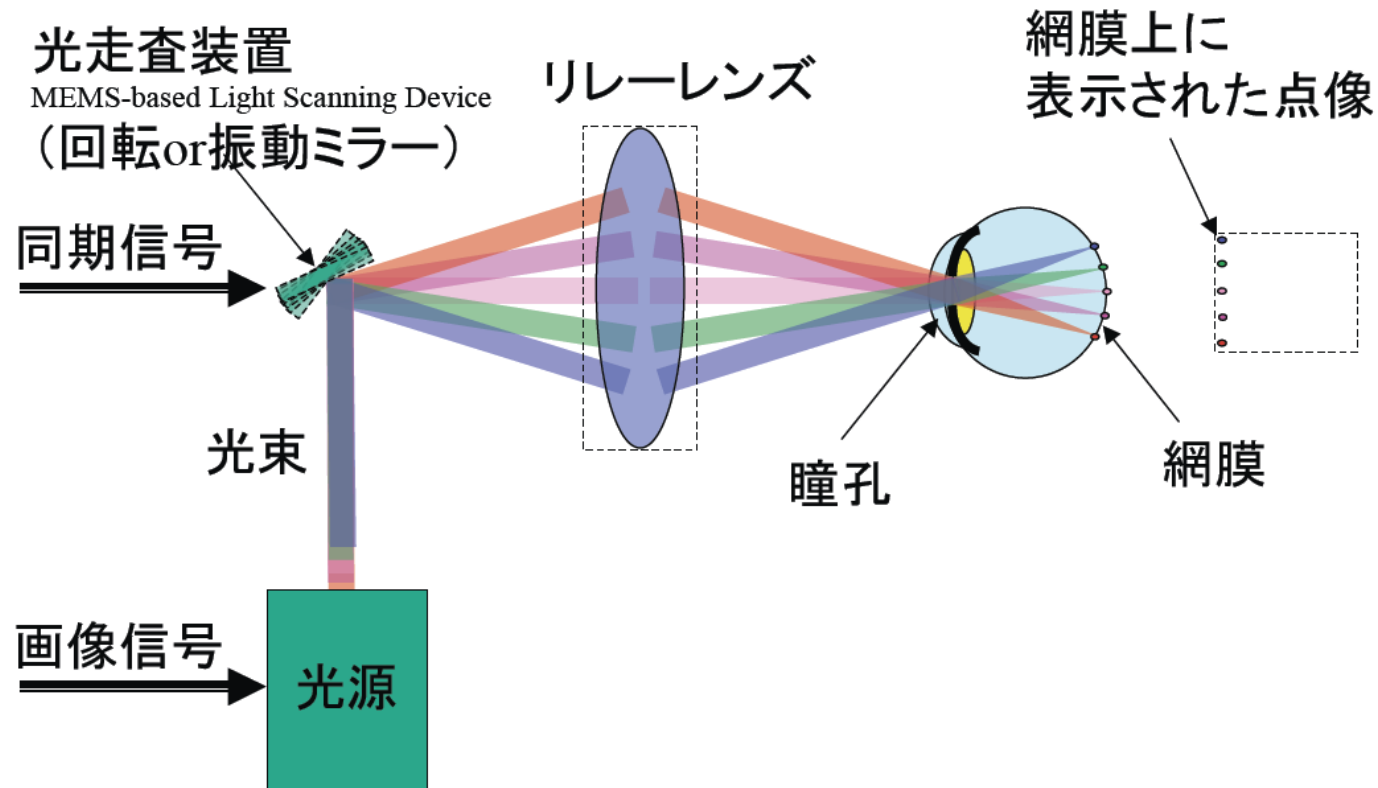 光走査装置
MEMS-based Light Scanning Device
（回転or振動ミラー）
リレーレンズ
網膜上に
表示された点像
同期信号
光束
瞳孔
網膜
画像信号
光源